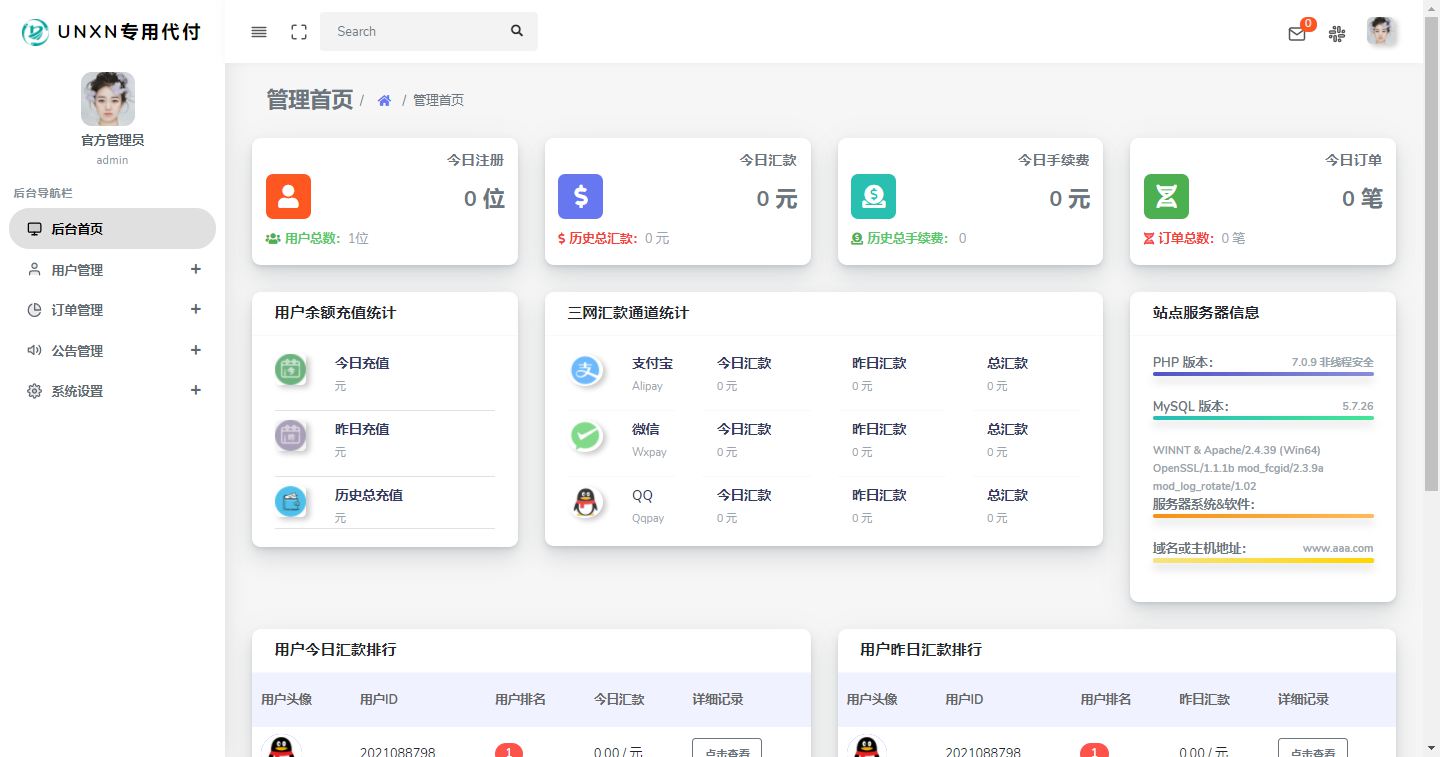 UNXN专用代付
Search
0
官方管理员
admin
后台导航栏
后台首页
用户管理 +
订单管理 +
公告管理 +
系统设置 +
管理首页 / / 管理首页
今日注册
0 位
用户总数: 1位
今日汇款
0 元
历史总汇款: 0 元
今日手续费
0 元
历史总手续费: 0
今日订单
0 笔
订单总数: 0 笔
用户余额充值统计
今日充值
元
昨日充值
元
历史总充值
元
三网汇款通道统计
支付宝 今日汇款 昨日汇款 总汇款
Alipay 0 元 0 元 0 元
微信 今日汇款 昨日汇款 总汇款
Wxpay 0 元 0 元 0 元
QQ 今日汇款 昨日汇款 总汇款
Qqpay 0 元 0 元 0 元
站点服务器信息
PHP 版本: 7.0.9 非线程安全
MySQL 版本: 5.7.26
WINNT & Apache/2.4.39 (Win64)
OpenSSL/1.1.1b mod_fcgid/2.3.9a
mod_log_rotate/1.02
服务器系统&软件:
域名或主机地址: www.aaa.com
用户今日汇款排行
用户头像 用户ID 用户排名 今日汇款 详细记录
2021088798 1 0.00 / 元 点击查看
用户昨日汇款排行
用户头像 用户ID 用户排名 昨日汇款 详细记录
2021088798 1 0.00 / 元 点击查看